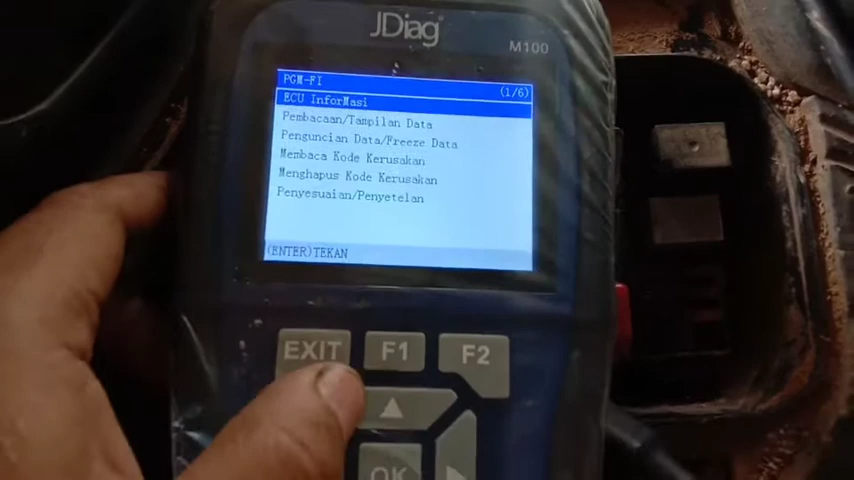 JDiag
M100
PGM-FI (1/6
ECU InforMasi
Pembacaan/Tampilan Data
Penguncian Data/Freeze Data
Membaca Kode Kerusakan
Menghapus Kode Kerusakan
Penyesuaian/Penyetelan
(ENTER)TEKAN
EXIT F1 F2
OK